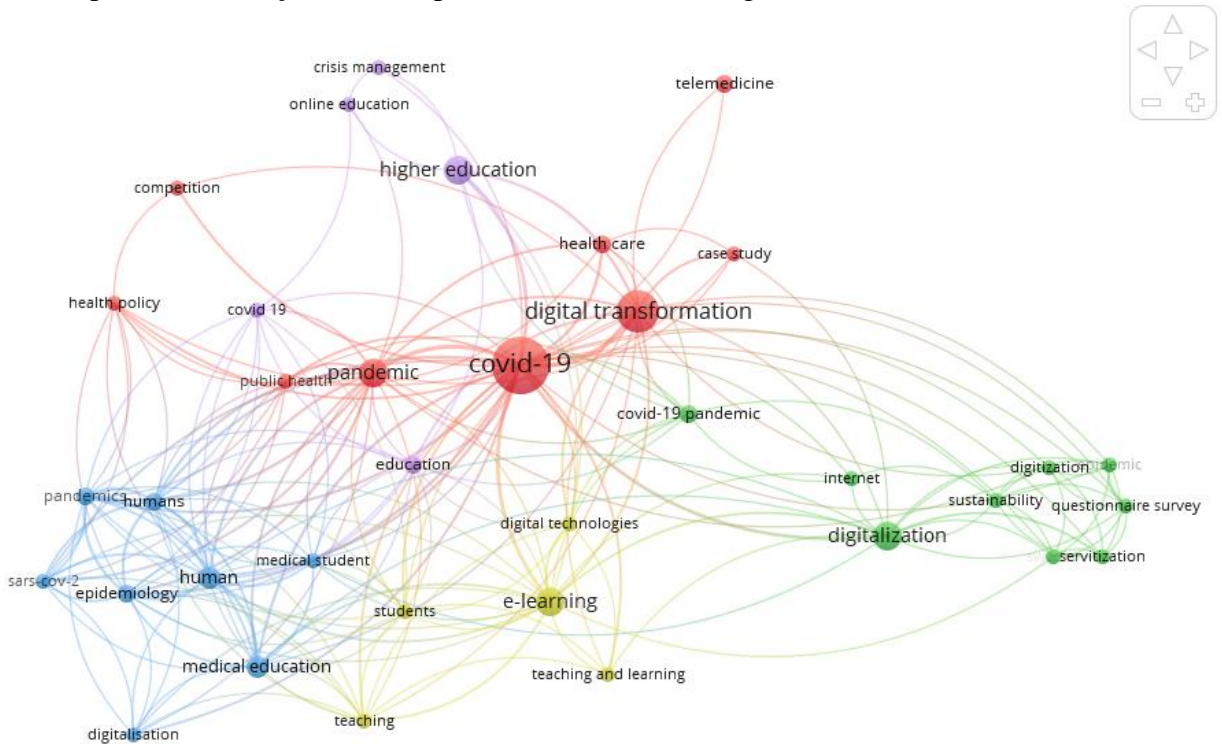 crisis management
telemedicine
online education
higher education
competition
health care
case study
health policy
covid 19
digital transformation
covid-19
public health
pandemic
covid-19 pandemic
education
digitization
internet
pandemics
humans
sustainability
questionnaire survey
digital technologies
digitalization
medical student
servitization
sars-cov-2
human
epidemiology
e-learning
students
medical education
teaching and learning
teaching
digitalisation